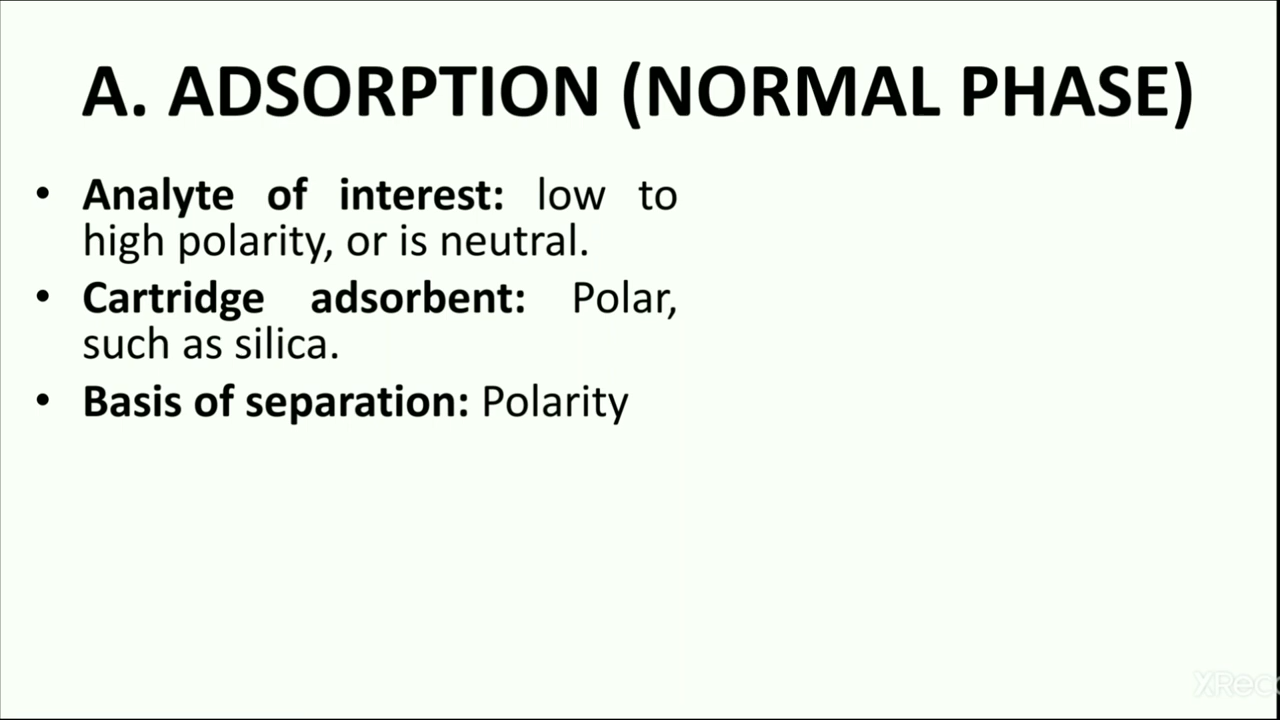 A. ADSORPTION (NORMAL PHASE)
• Analyte of interest: low to
high polarity, or is neutral.
• Cartridge adsorbent: Polar,
such as silica.
• Basis of separation: Polarity